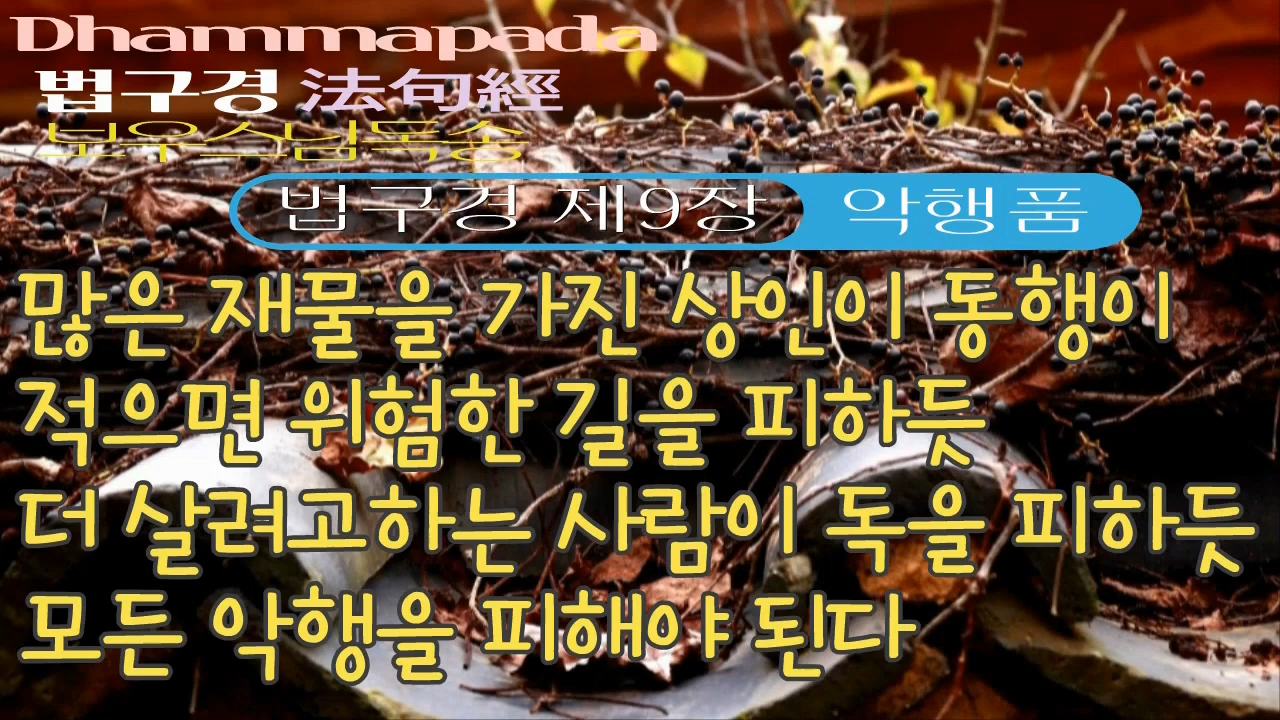 Dhammapada
법구경 法句經
보우스님독송
법구경 제9장 악행품
많은 재물을 가진 상인이 동행이
적으면 위험한 길을 피하듯
더 살려고하는 사람이 독을 피하듯
모든 악행을 피해야 된다